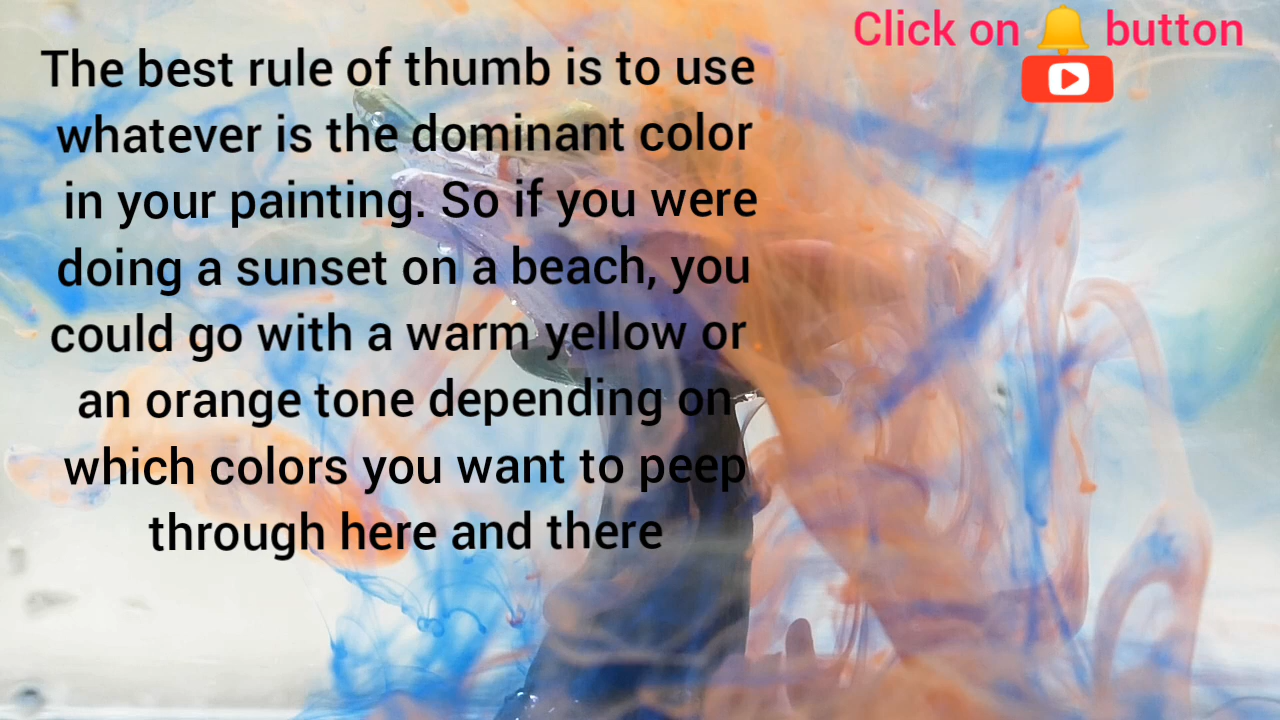 Click on 🔔 button
The best rule of thumb is to use
whatever is the dominant color
in your painting. So if you were
doing a sunset on a beach, you
could go with a warm yellow or
an orange tone depending on
which colors you want to peep
through here and there